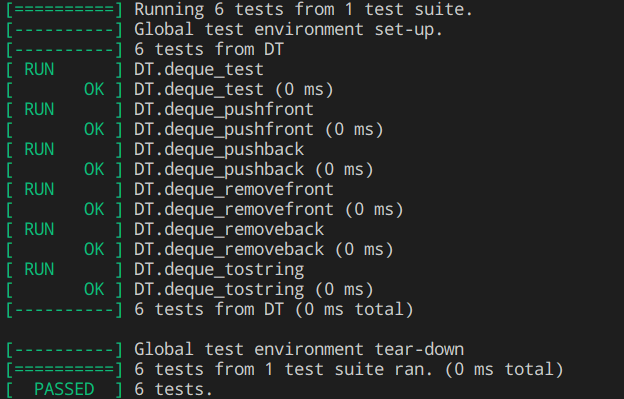 [==========] Running 6 tests from 1 test suite.
[----------] Global test environment set-up.
[----------] 6 tests from DT
[ RUN      ] DT.deque_test
[       OK ] DT.deque_test (0 ms)
[ RUN      ] DT.deque_pushfront
[       OK ] DT.deque_pushfront (0 ms)
[ RUN      ] DT.deque_pushback
[       OK ] DT.deque_pushback (0 ms)
[ RUN      ] DT.deque_removefront
[       OK ] DT.deque_removefront (0 ms)
[ RUN      ] DT.deque_removeback
[       OK ] DT.deque_removeback (0 ms)
[ RUN      ] DT.deque_tostring
[       OK ] DT.deque_tostring (0 ms)
[----------] 6 tests from DT (0 ms total)

[----------] Global test environment tear-down
[==========] 6 tests from 1 test suite ran. (0 ms total)
[  PASSED  ] 6 tests.